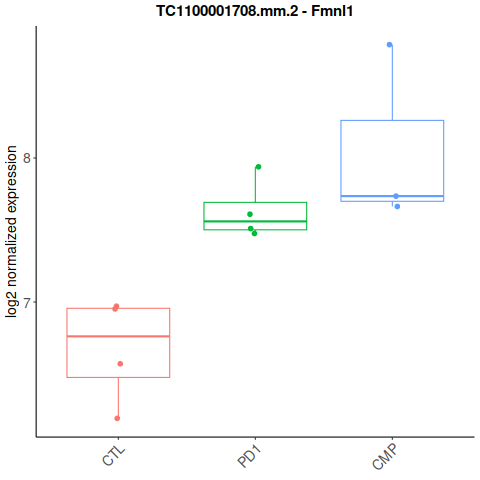 TC1100001708.mm.2 - Fmnl1
log2 normalized expression
8
7
CTL
PD1
CMP